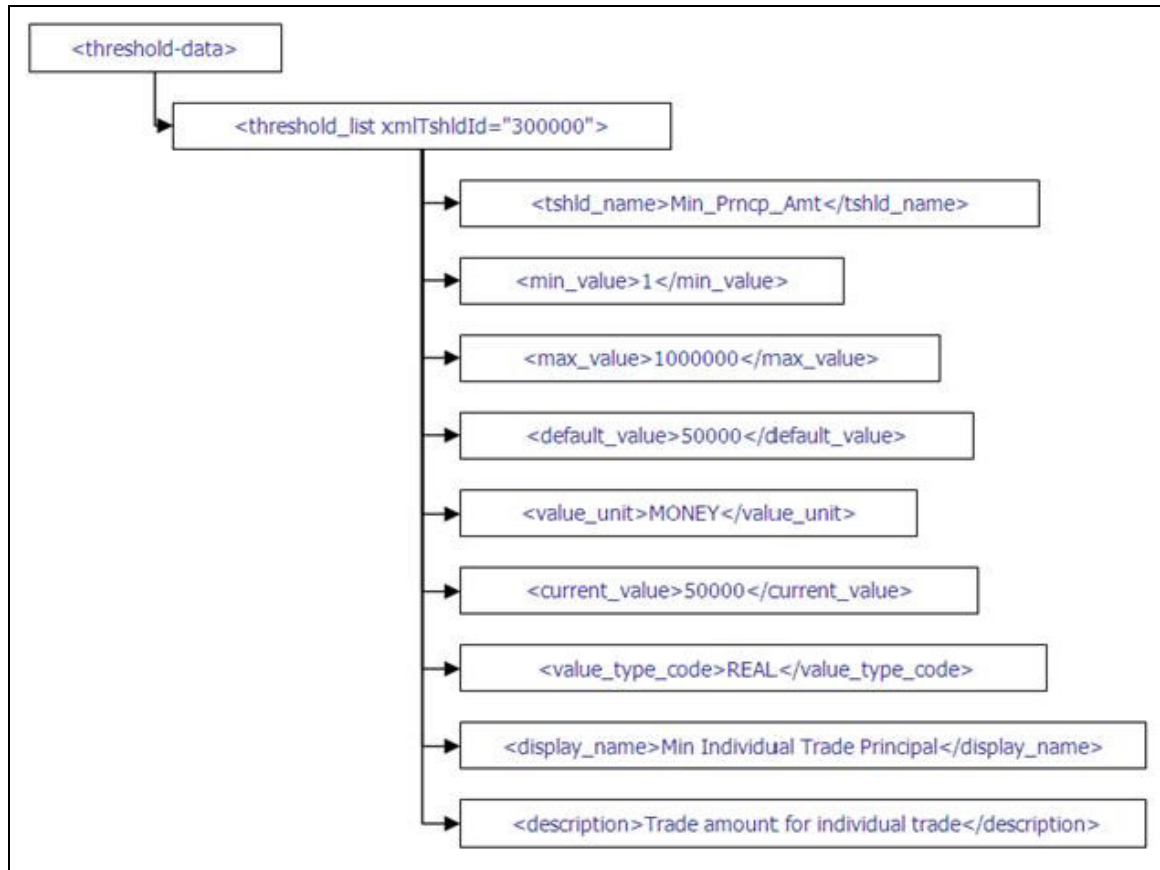 <threshold-data>
<threshold_list xmlTshldId="300000">
<tshld_name>Min_Prncp_Amt</tshld_name>
<min_value>1</min_value>
<max_value>1000000</max_value>
<default_value>50000</default_value>
<value_unit>MONEY</value_unit>
<current_value>50000</current_value>
<value_type_code>REAL</value_type_code>
<display_name>Min Individual Trade Principal</display_name>
<description>Trade amount for individual trade</description>